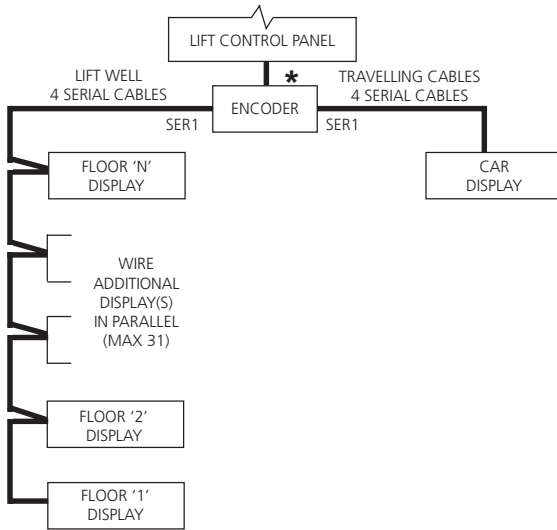 LIFT CONTROL PANEL
*
LIFT WELL
4 SERIAL CABLES
TRAVELLING CABLES
4 SERIAL CABLES
ENCODER
SER1
SER1
FLOOR 'N'
DISPLAY
CAR
DISPLAY
WIRE
ADDITIONAL
DISPLAY(S)
IN PARALLEL
(MAX 31)
FLOOR '2'
DISPLAY
FLOOR '1'
DISPLAY